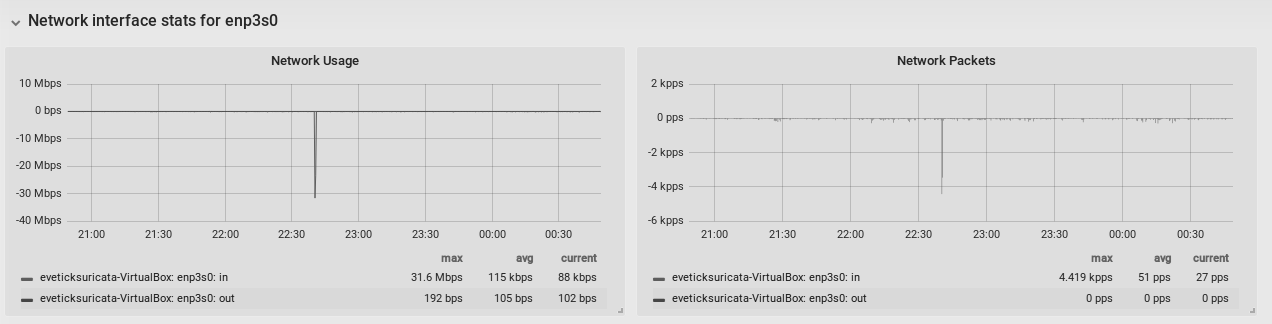 Network interface stats for enp3s0
Network Usage
10 Mbps
0 bps
-10 Mbps
-20 Mbps
-30 Mbps
-40 Mbps
21:00 21:30 22:00 22:30 23:00 23:30 00:00 00:30
max avg current
eveticksuricata-VirtualBox: enp3s0: in 31.6 Mbps 115 kbps 88 kbps
eveticksuricata-VirtualBox: enp3s0: out 192 bps 105 bps 102 bps
Network Packets
2 kpps
0 pps
-2 kpps
-4 kpps
-6 kpps
21:00 21:30 22:00 22:30 23:00 23:30 00:00 00:30
max avg current
eveticksuricata-VirtualBox: enp3s0: in 4.419 kpps 51 pps 27 pps
eveticksuricata-VirtualBox: enp3s0: out 0 pps 0 pps 0 pps